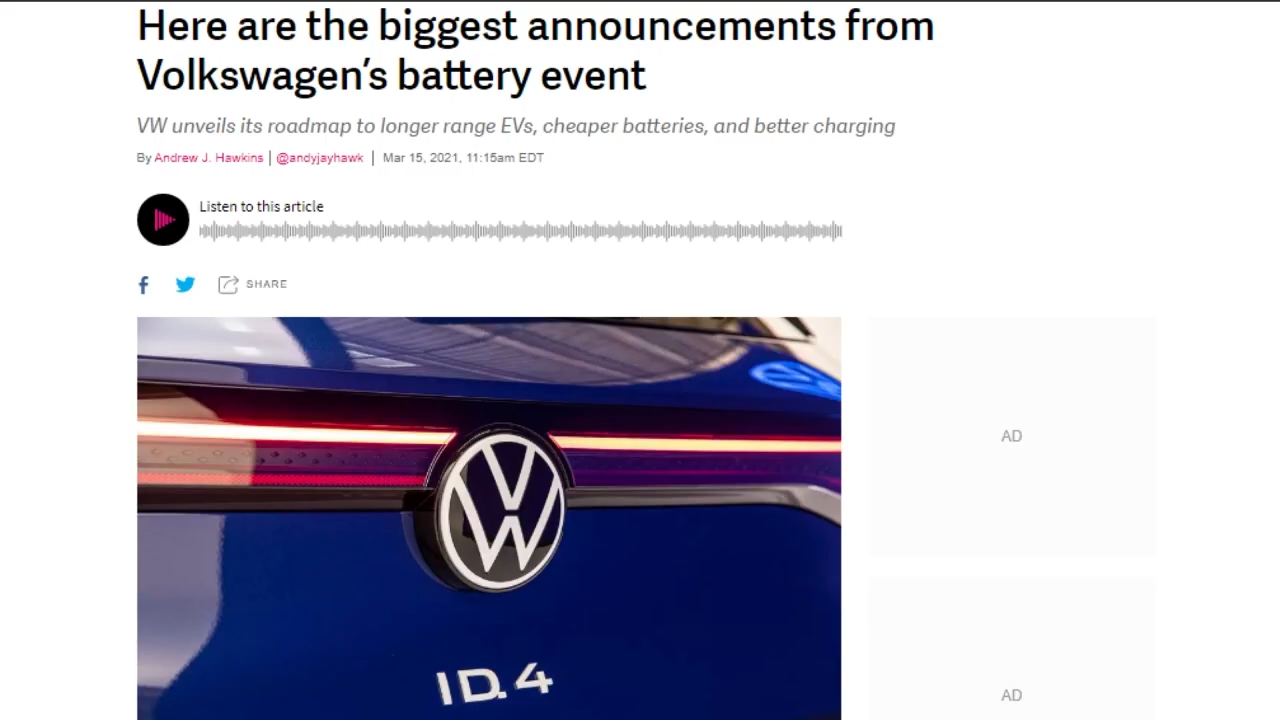 Here are the biggest announcements from
Volkswagen's battery event
VW unveils its roadmap to longer range EVs, cheaper batteries, and better charging
By Andrew J. Hawkins | @andyjayhawk | Mar 15, 2021, 11:15am EDT
Listen to this article
SHARE
AD
ID.4
AD